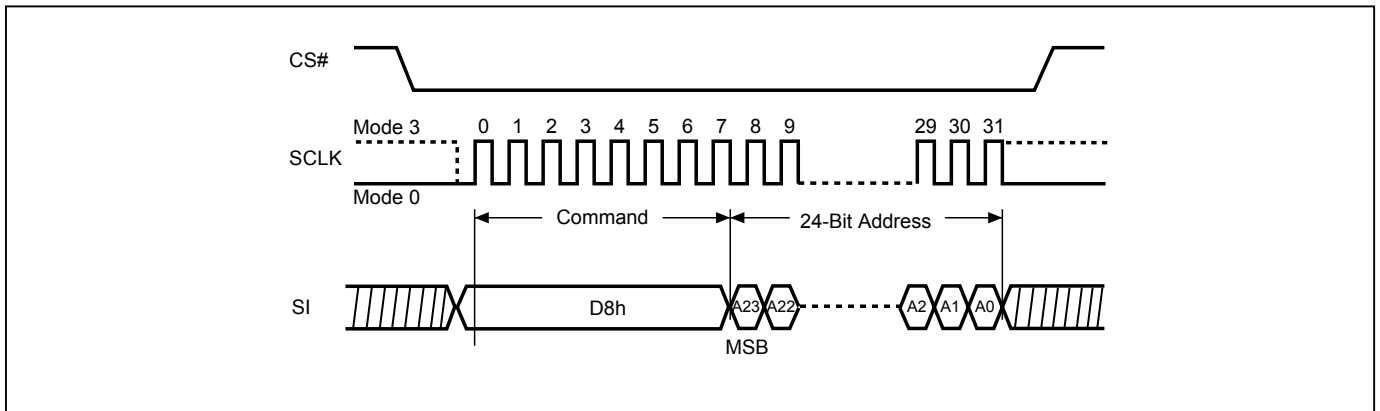 CS#
Mode 3
0 1 2 3 4 5 6 7 8 9 29 30 31
SCLK
Mode 0
Command
24-Bit Address
SI
D8h
A23 A22 A2 A1 A0
MSB